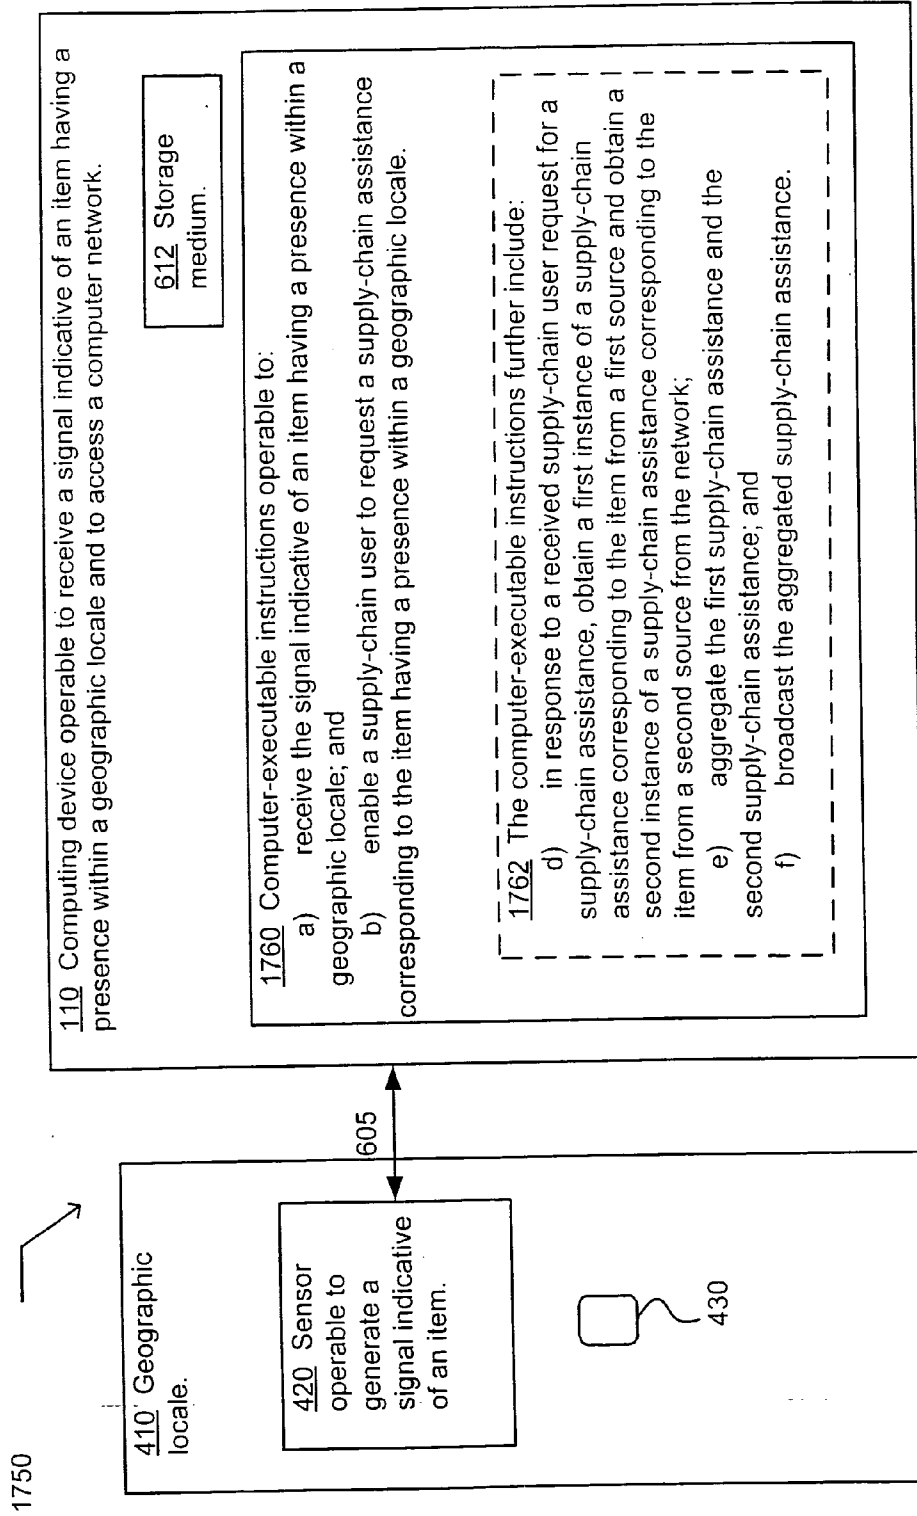 1750
410' Geographic
locale.
420 Sensor
operable to
generate a
signal indicative
of an item.
430
605
110 Computing device operable to receive a signal indicative of an item having a
presence within a geographic locale and to access a computer network.
612 Storage
medium.
1760 Computer-executable instructions operable to:
a) receive the signal indicative of an item having a presence within a
geographic locale; and
b) enable a supply-chain user to request a supply-chain assistance
corresponding to the item having a presence within a geographic locale.
1762 The computer-executable instructions further include:
d) in response to a received supply-chain user request for a
supply-chain assistance, obtain a first instance of a supply-chain
assistance corresponding to the item from a first source and obtain a
second instance of a supply-chain assistance corresponding to the
item from a second source from the network;
e) aggregate the first supply-chain assistance and the
second supply-chain assistance; and
f) broadcast the aggregated supply-chain assistance.